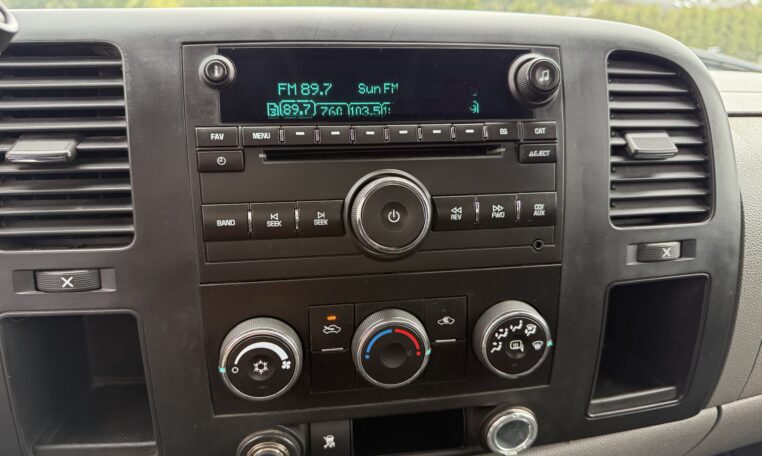 FM 89.7 Sun FM
89.7 760 103.5
FAV MENU EQ CAT
EJECT
BAND SEEK SEEK REV FWD CD/AUX